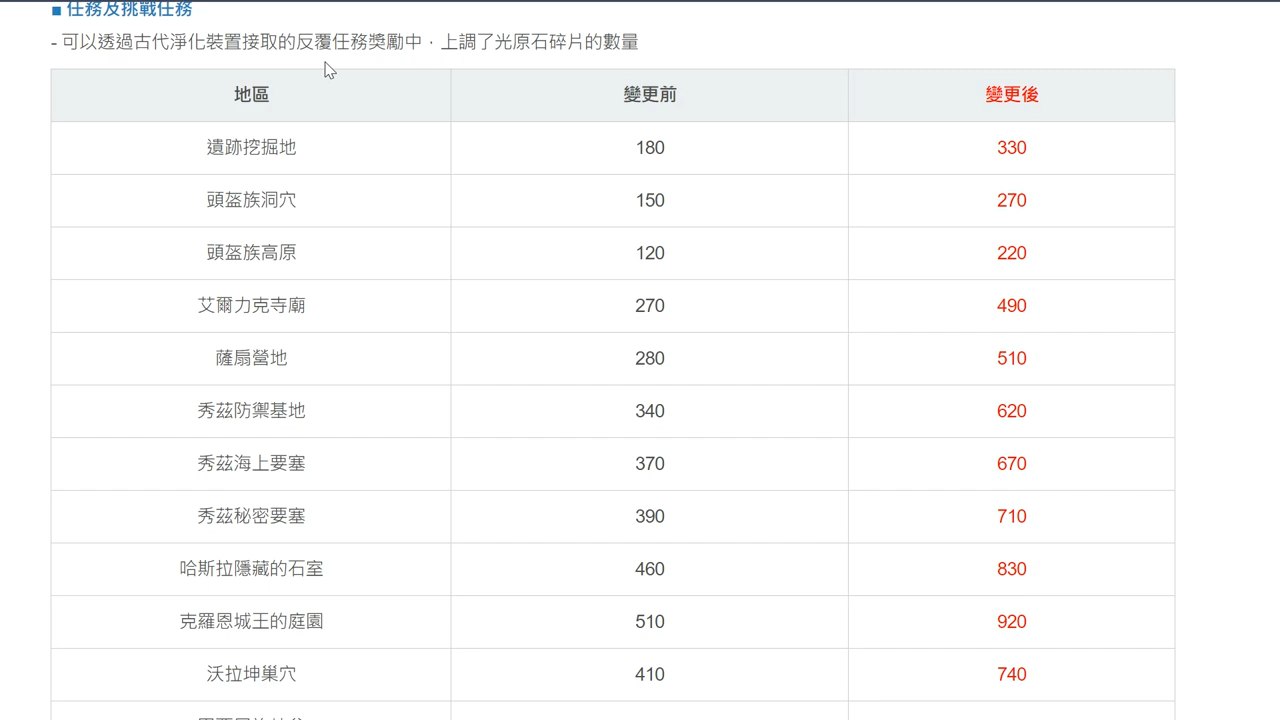 ■ 任務及挑戰任務
- 可以透過古代淨化裝置接取的反覆任務獎勵中，上調了光原石碎片的數量
地區 變更前 變更後
遺跡挖掘地 180 330
頭盔族洞穴 150 270
頭盔族高原 120 220
艾爾力克寺廟 270 490
薩扇營地 280 510
秀茲防禦基地 340 620
秀茲海上要塞 370 670
秀茲秘密要塞 390 710
哈斯拉隱藏的石室 460 830
克羅恩城王的庭園 510 920
沃拉坤巢穴 410 740